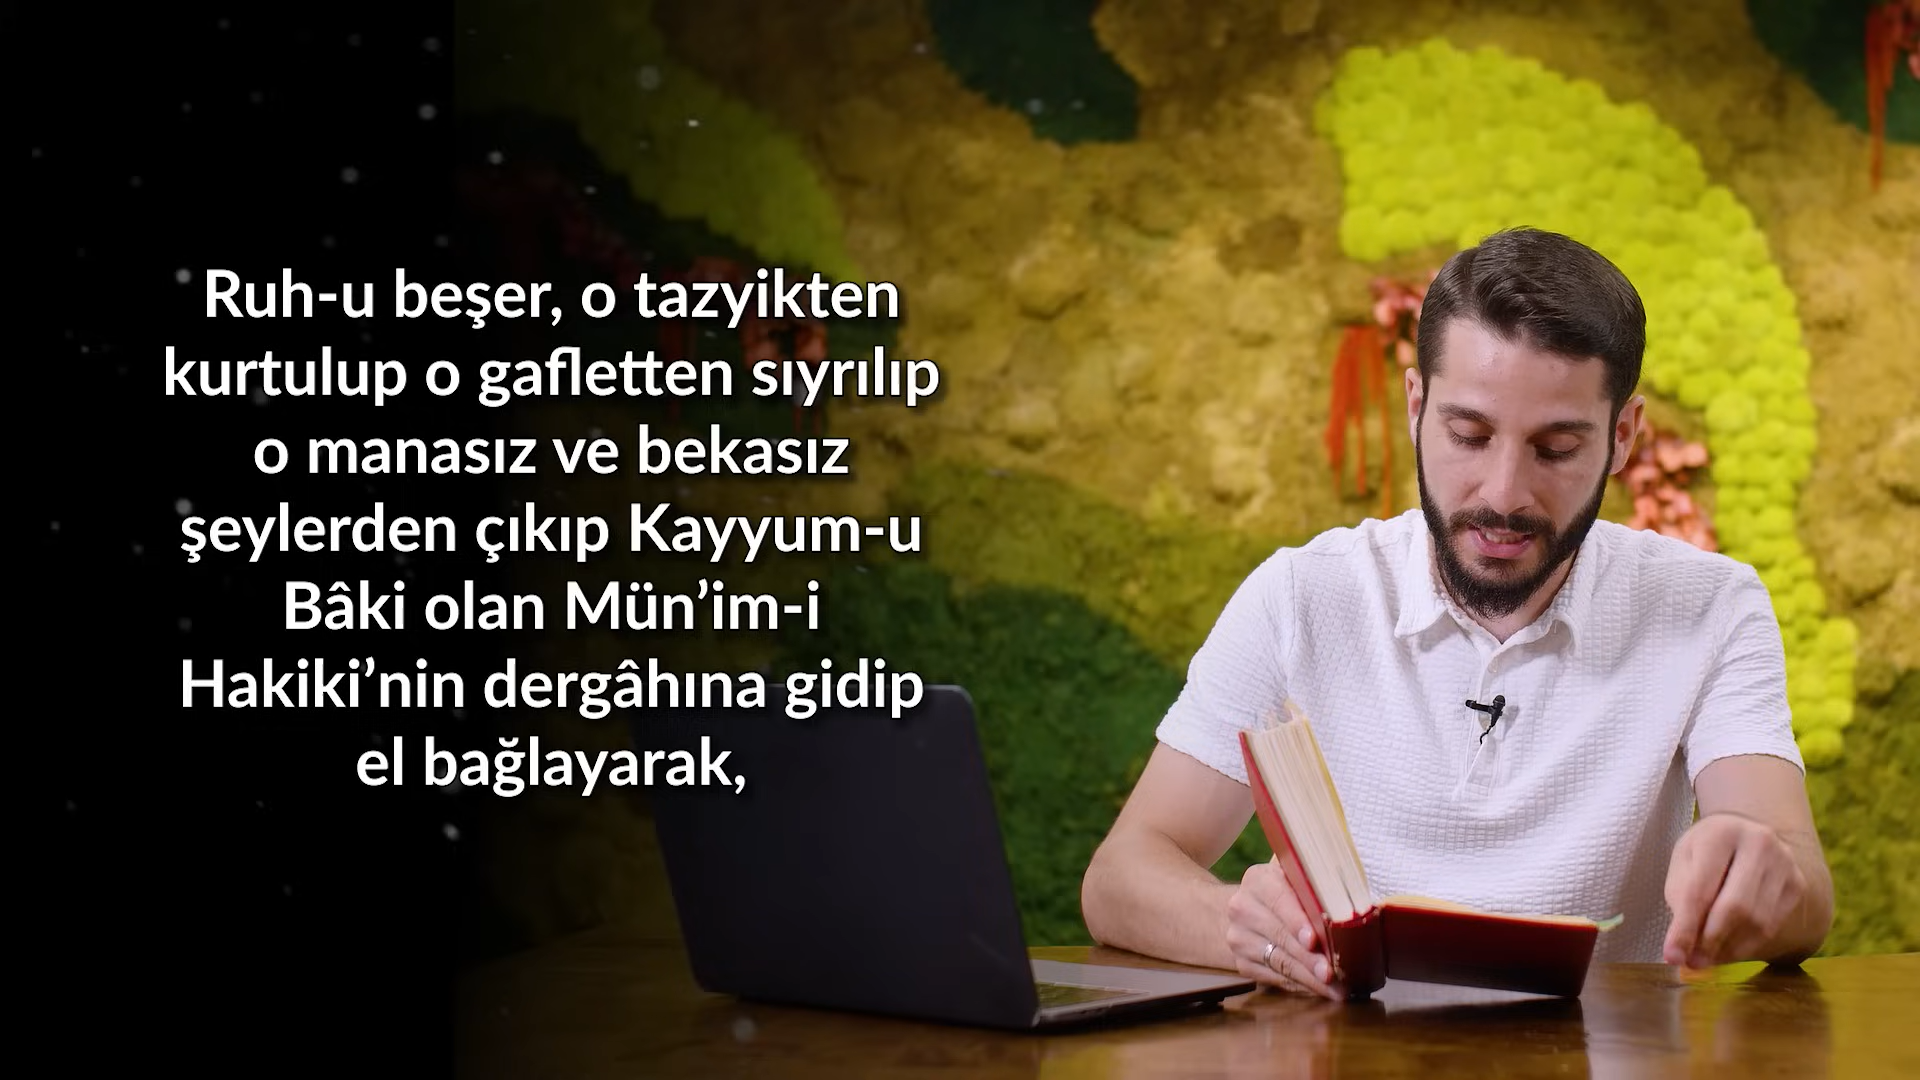 Ruh-u beşer, o tazyikten
kurtulup o gafletten sıyrılıp
o manasız ve bekasız
şeylerden çıkıp Kayyum-u
Bâki olan Mün’im-i
Hakiki’nin dergâhına gidip
el bağlayarak,